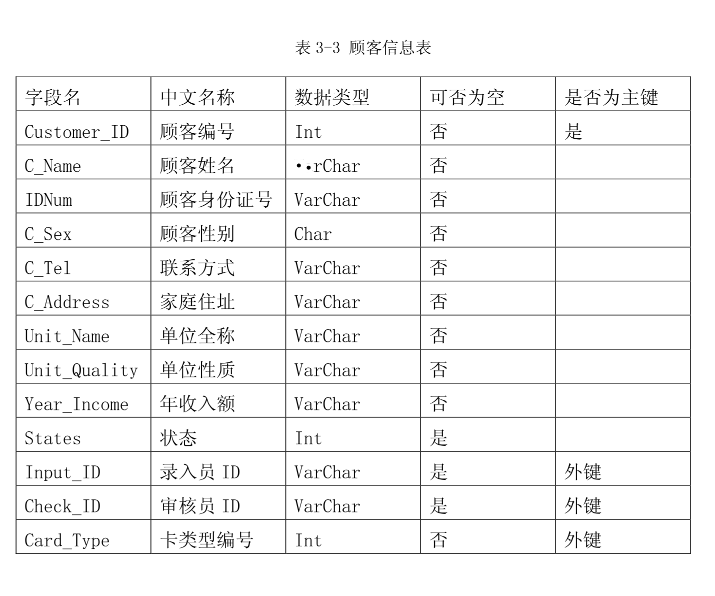 表 3-3 顾客信息表
字段名 中文名称 数据类型 可否为空 是否为主键
Customer_ID 顾客编号 Int 否 是
C_Name 顾客姓名 rChar 否
IDNum 顾客身份证号 VarChar 否
C_Sex 顾客性别 Char 否
C_Tel 联系方式 VarChar 否
C_Address 家庭住址 VarChar 否
Unit_Name 单位全称 VarChar 否
Unit_Quality 单位性质 VarChar 否
Year_Income 年收入额 VarChar 否
States 状态 Int 是
Input_ID 录入员 ID VarChar 是 外键
Check_ID 审核员 ID VarChar 是 外键
Card_Type 卡类型编号 Int 否 外键